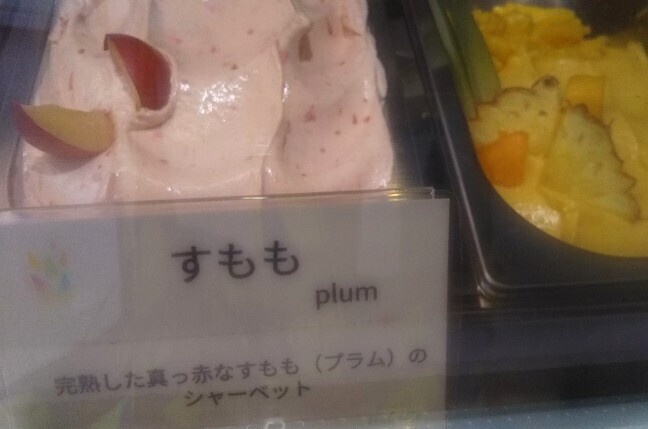 すもも
plum
完熟した真っ赤なすもも（プラム）の
シャーベット